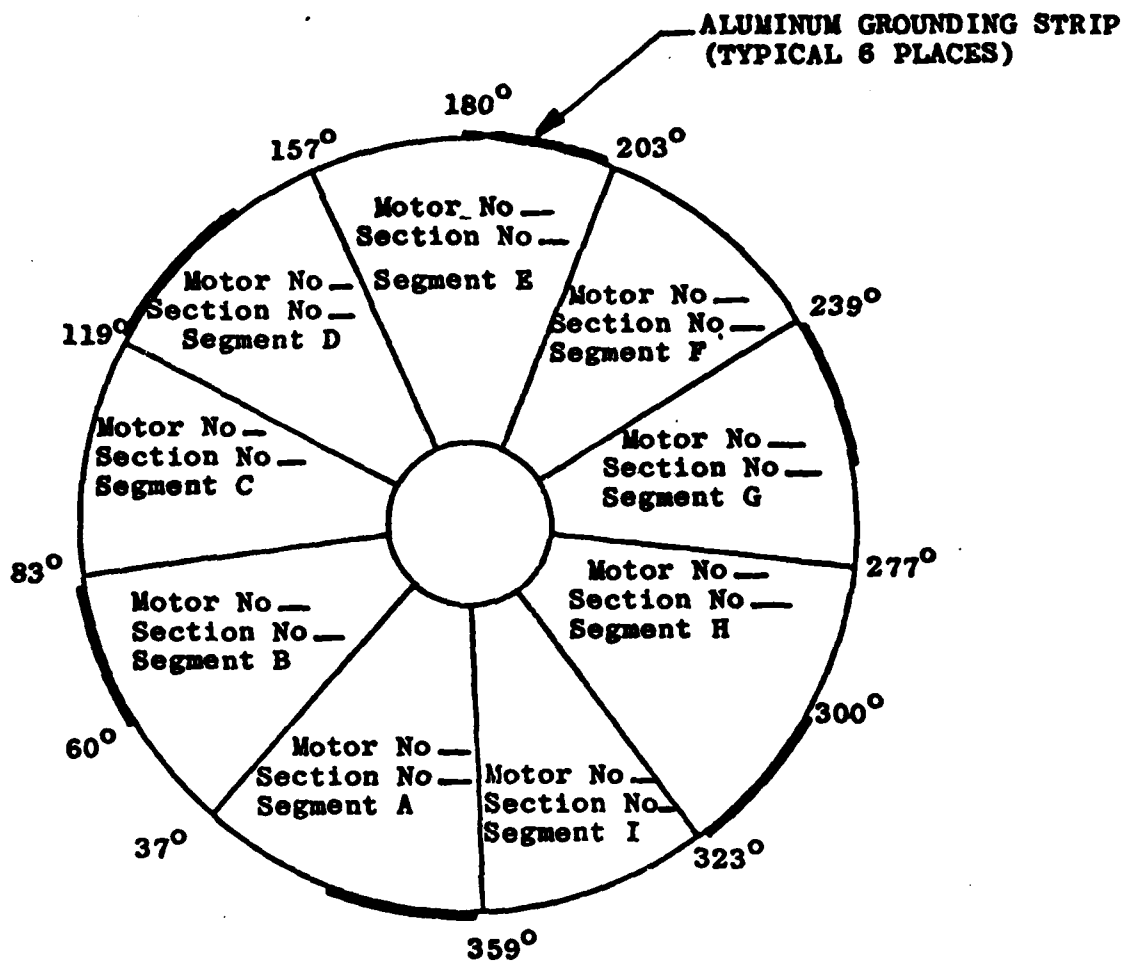 ALUMINUM GROUNDING STRIP
(TYPICAL 6 PLACES)
180°
157°
203°
Motor No
Section No
Segment E
Motor No
Section No
Segment D
Motor No
Section No
Segment F
119°
239°
Motor No
Section No
Segment C
Motor No
Section No
Segment G
83°
277°
Motor No
Section No
Segment B
Motor No
Section No
Segment H
60°
300°
Motor No
Section No
Segment A
Motor No
Section No
Segment I
37°
323°
359°